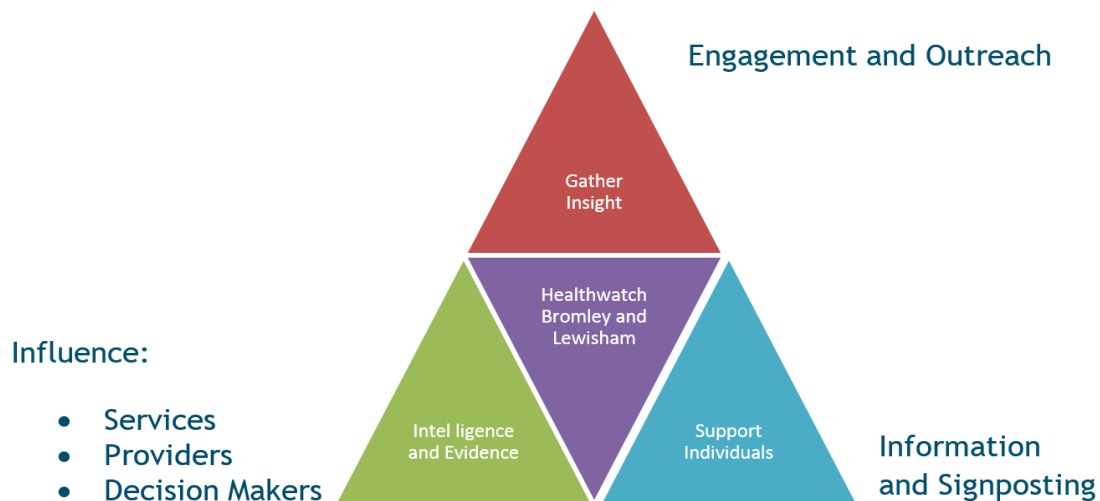 Engagement and Outreach
Gather
Insight
Healthwatch
Bromley and
Lewisham
Influence:
• Services
• Providers
• Decision Makers
Intel ligence
and Evidence
Support
Individuals
Information
and Signposting